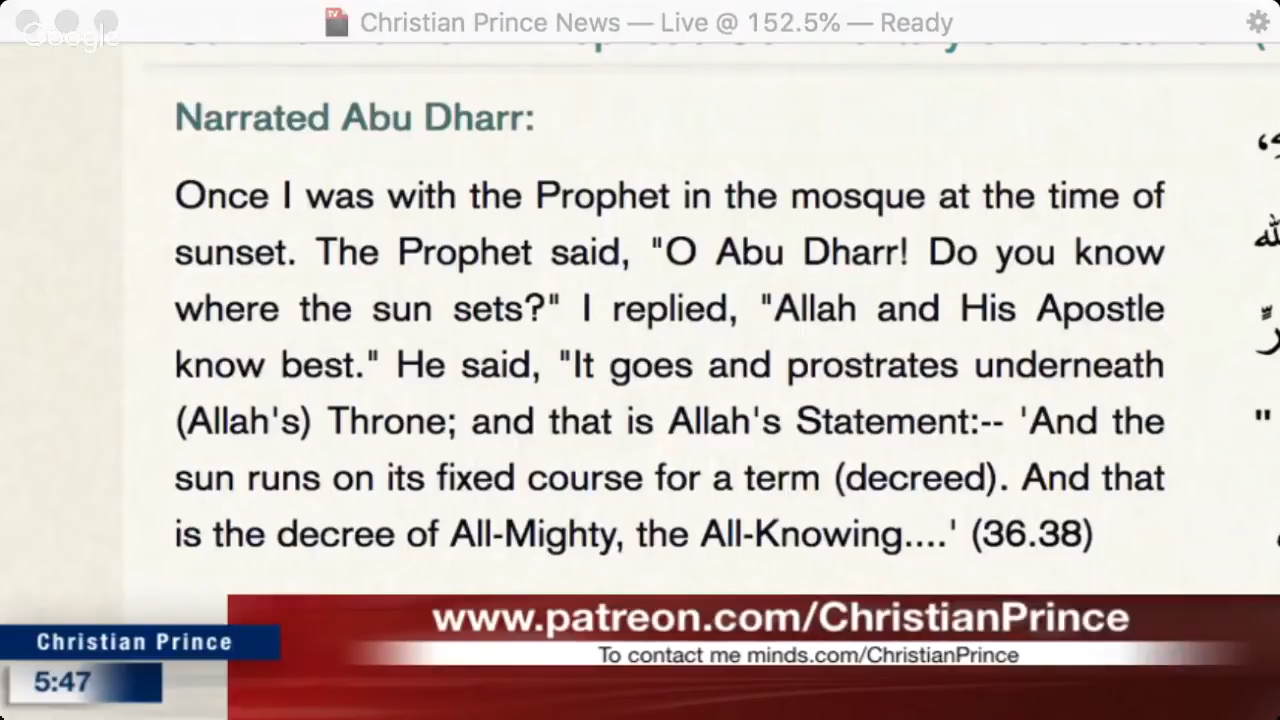 Christian Prince News — Live @ 152.5% — Ready
Google
Narrated Abu Dharr:
Once I was with the Prophet in the mosque at the time of
sunset. The Prophet said, "O Abu Dharr! Do you know
where the sun sets?" I replied, "Allah and His Apostle
know best." He said, "It goes and prostrates underneath
(Allah's) Throne; and that is Allah's Statement:-- 'And the
sun runs on its fixed course for a term (decreed). And that
is the decree of All-Mighty, the All-Knowing....' (36.38)
www.patreon.com/ChristianPrince
To contact me minds.com/ChristianPrince
Christian Prince
5:47